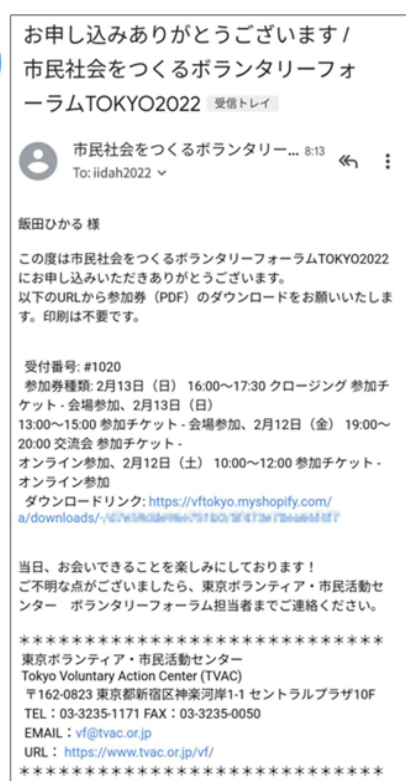 お申し込みありがとうございます /
市民社会をつくるボランタリーフォ
ーラムTOKYO2022 受信トレイ
市民社会をつくるボランタリー... 8:13
To: iidah2022
飯田ひかる 様
この度は市民社会をつくるボランタリーフォーラムTOKYO2022
にお申し込みいただきありがとうございます。
以下のURLから参加券（PDF）のダウンロードをお願いいたしま
す。印刷は不要です。
受付番号: #1020
参加券種類: 2月13日（日） 16:00〜17:30 クロージング 参加チ
ケット - 会場参加、2月13日（日）
13:00〜15:00 参加チケット - 会場参加、2月12日（金） 19:00〜
20:00 交流会 参加チケット -
オンライン参加、2月12日（土） 10:00〜12:00 参加チケット -
オンライン参加
ダウンロードリンク: https://vftokyo.myshopify.com/
a/downloads/-/
当日、お会いできることを楽しみにしております！
ご不明な点がございましたら、東京ボランティア・市民活動セ
ンター　ボランタリーフォーラム担当者までご連絡ください。
＊＊＊＊＊＊＊＊＊＊＊＊＊＊＊＊＊＊＊＊＊＊＊＊＊＊＊＊
東京ボランティア・市民活動センター
Tokyo Voluntary Action Center (TVAC)
〒162-0823 東京都新宿区神楽河岸1-1 セントラルプラザ10F
TEL：03-3235-1171 FAX：03-3235-0050
EMAIL：vf@tvac.or.jp
URL： https://www.tvac.or.jp/vf/
＊＊＊＊＊＊＊＊＊＊＊＊＊＊＊＊＊＊＊＊＊＊＊＊＊＊＊＊